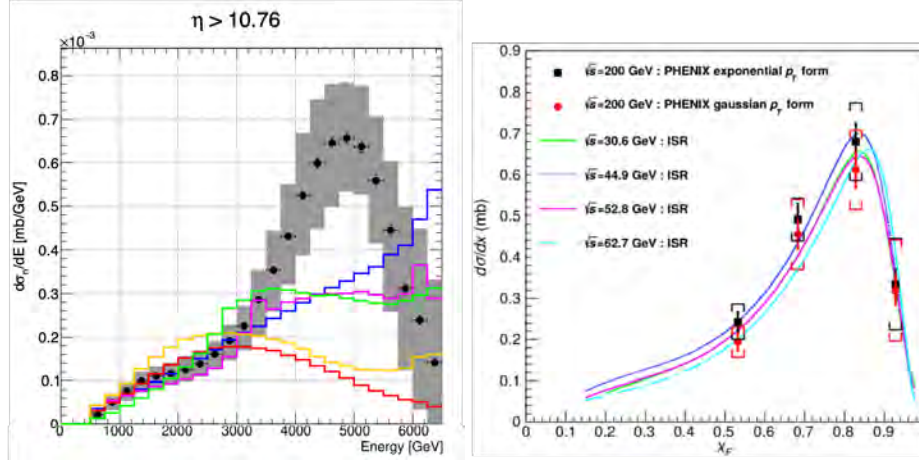 η > 10.76
×10⁻³
dσₙ/dE [mb/GeV]
0.8
0.7
0.6
0.5
0.4
0.3
0.2
0.1
0
0 1000 2000 3000 4000 5000 6000
Energy [GeV]
dσ/dx (mb)
0.9
0.8
0.7
0.6
0.5
0.4
0.3
0.2
0.1
0
√s=200 GeV : PHENIX exponential p_T form
√s=200 GeV : PHENIX gaussian p_T form
√s=30.6 GeV : ISR
√s=44.9 GeV : ISR
√s=52.8 GeV : ISR
√s=62.7 GeV : ISR
0 0.1 0.2 0.3 0.4 0.5 0.6 0.7 0.8 0.9
x_F